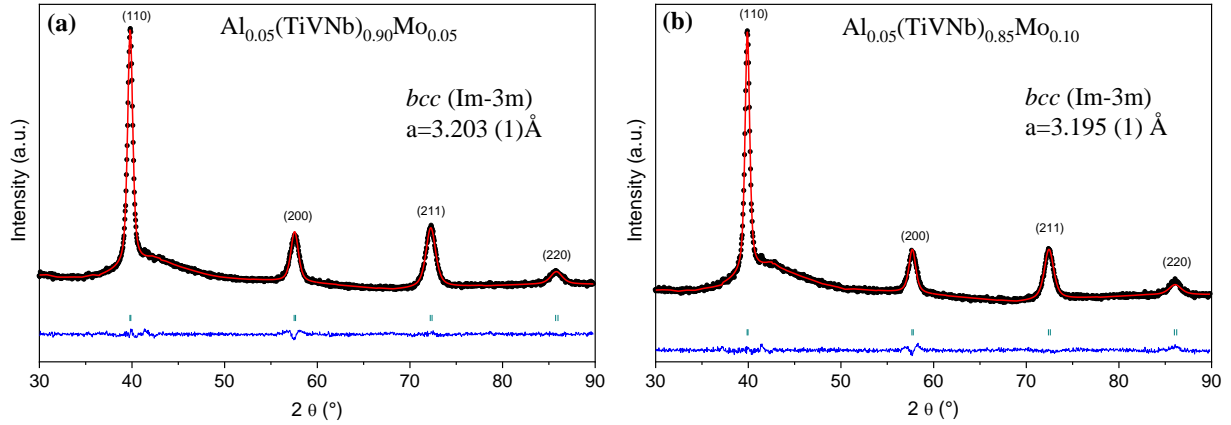 (a)
Al0.05(TiVNb)0.90Mo0.05
bcc (Im-3m)
a=3.203 (1)Å
(110)
(200)
(211)
(220)
Intensity (a.u.)
30 40 50 60 70 80 90
2 θ (°)
(b)
Al0.05(TiVNb)0.85Mo0.10
bcc (Im-3m)
a=3.195 (1) Å
(110)
(200)
(211)
(220)
Intensity (a.u.)
30 40 50 60 70 80 90
2 θ (°)